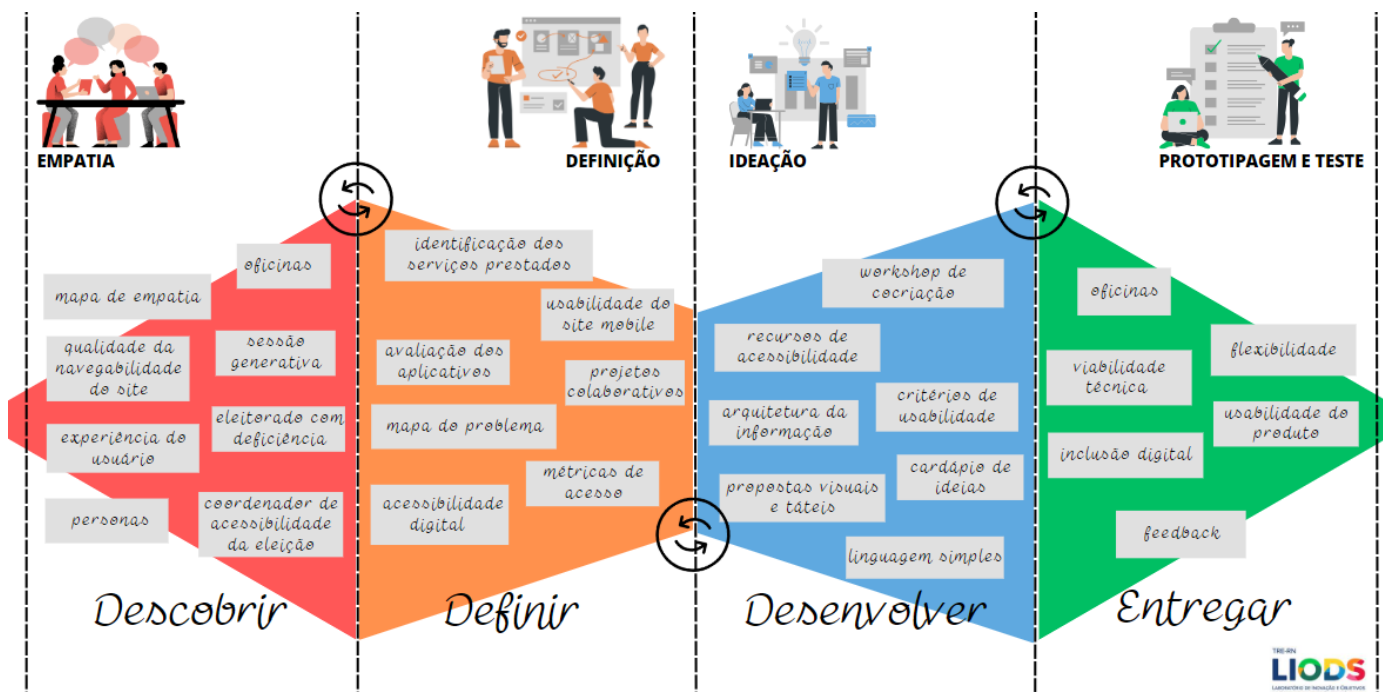 EMPATIA
DEFINIÇÃO
IDEAÇÃO
PROTOTIPAGEM E TESTE
oficinas
mapa de empatia
sessão
generativa
qualidade da
navegabilidade
do site
eleitorado com
deficiência
experiência do
usuário
personas
coordenador de
acessibilidade
da eleição
Descobrir
identificação dos
serviços prestados
usabilidade do
site mobile
avaliação dos
aplicativos
projetos
colaborativos
mapa do problema
métricas de
acesso
acessibilidade
digital
Definir
workshop de
cocriação
recursos de
acessibilidade
critérios de
usabilidade
arquitetura da
informação
cardápio de
ideias
propostas visuais
e táteis
linguagem simples
Desenvolver
oficinas
flexibilidade
viabilidade
técnica
usabilidade do
produto
inclusão digital
feedback
Entregar
TRE-RN
LIODS
LABORATÓRIO DE INOVAÇÃO E OBJETIVOS